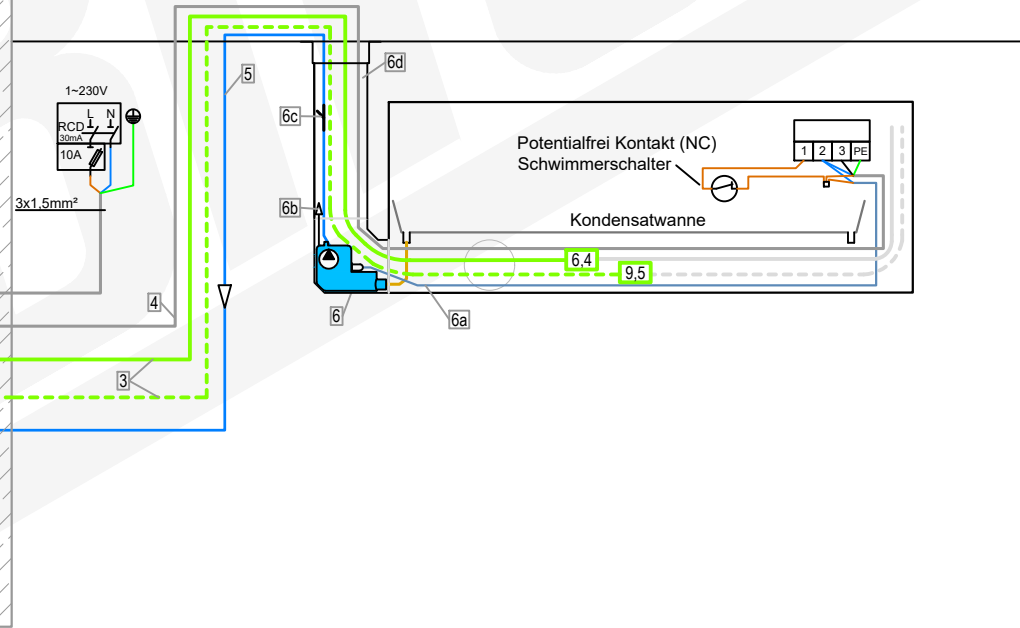 6d
5
1~230V
L N
RCD
30mA
10A
6c
Potentialfrei Kontakt (NC)
Schwimmerschalter
1 2 3 PE
3x1,5mm²
6b
Kondensatwanne
6,4
9,5
4
6
6a
3